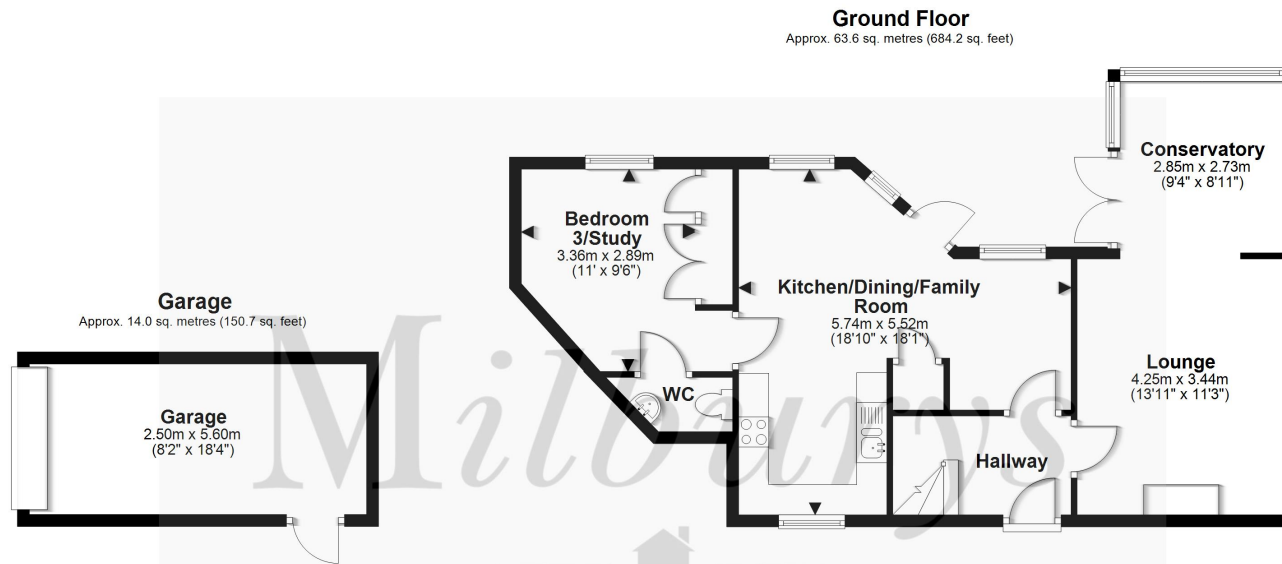 Ground Floor
Approx. 63.6 sq. metres (684.2 sq. feet)
Conservatory
2.85m x 2.73m
(9'4" x 8'11")
Bedroom
3/Study
3.36m x 2.89m
(11' x 9'6")
Kitchen/Dining/Family
Room
5.74m x 5.52m
(18'10" x 18'1")
Garage
Approx. 14.0 sq. metres (150.7 sq. feet)
Garage
2.50m x 5.60m
(8'2" x 18'4")
WC
Lounge
4.25m x 3.44m
(13'11" x 11'3")
Hallway
Milburys